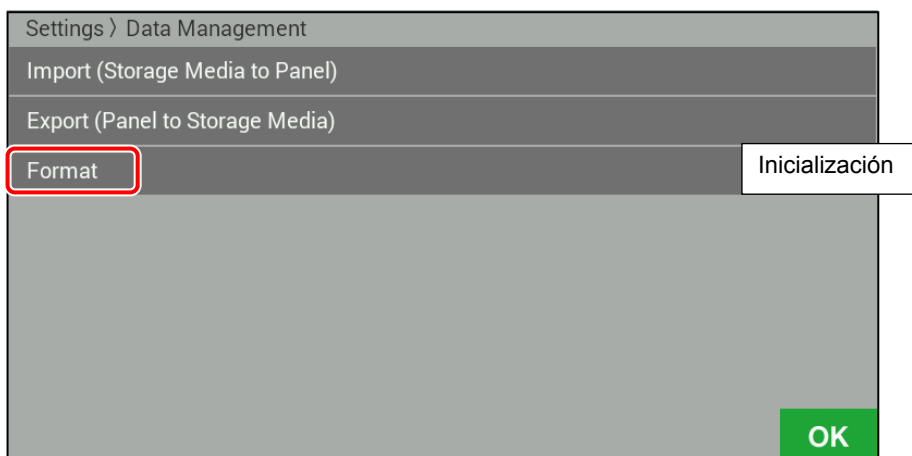 Settings 〉 Data Management
Import (Storage Media to Panel)
Export (Panel to Storage Media)
Format
Inicialización
OK